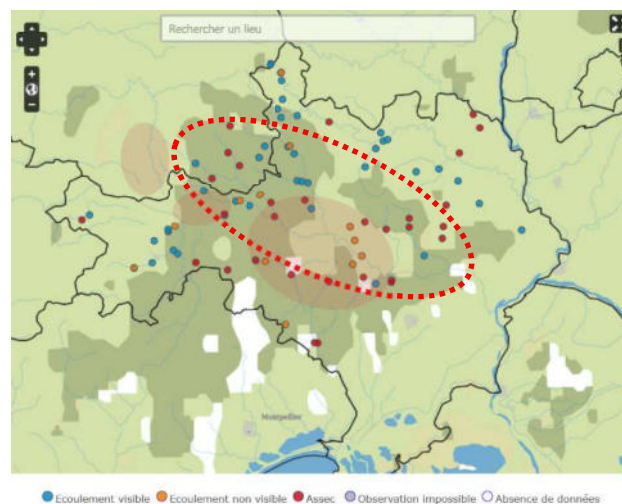 Rechercher un lieu
Montpellier
Ecoulement visible Ecoulement non visible Assec Observation impossible Absence de données